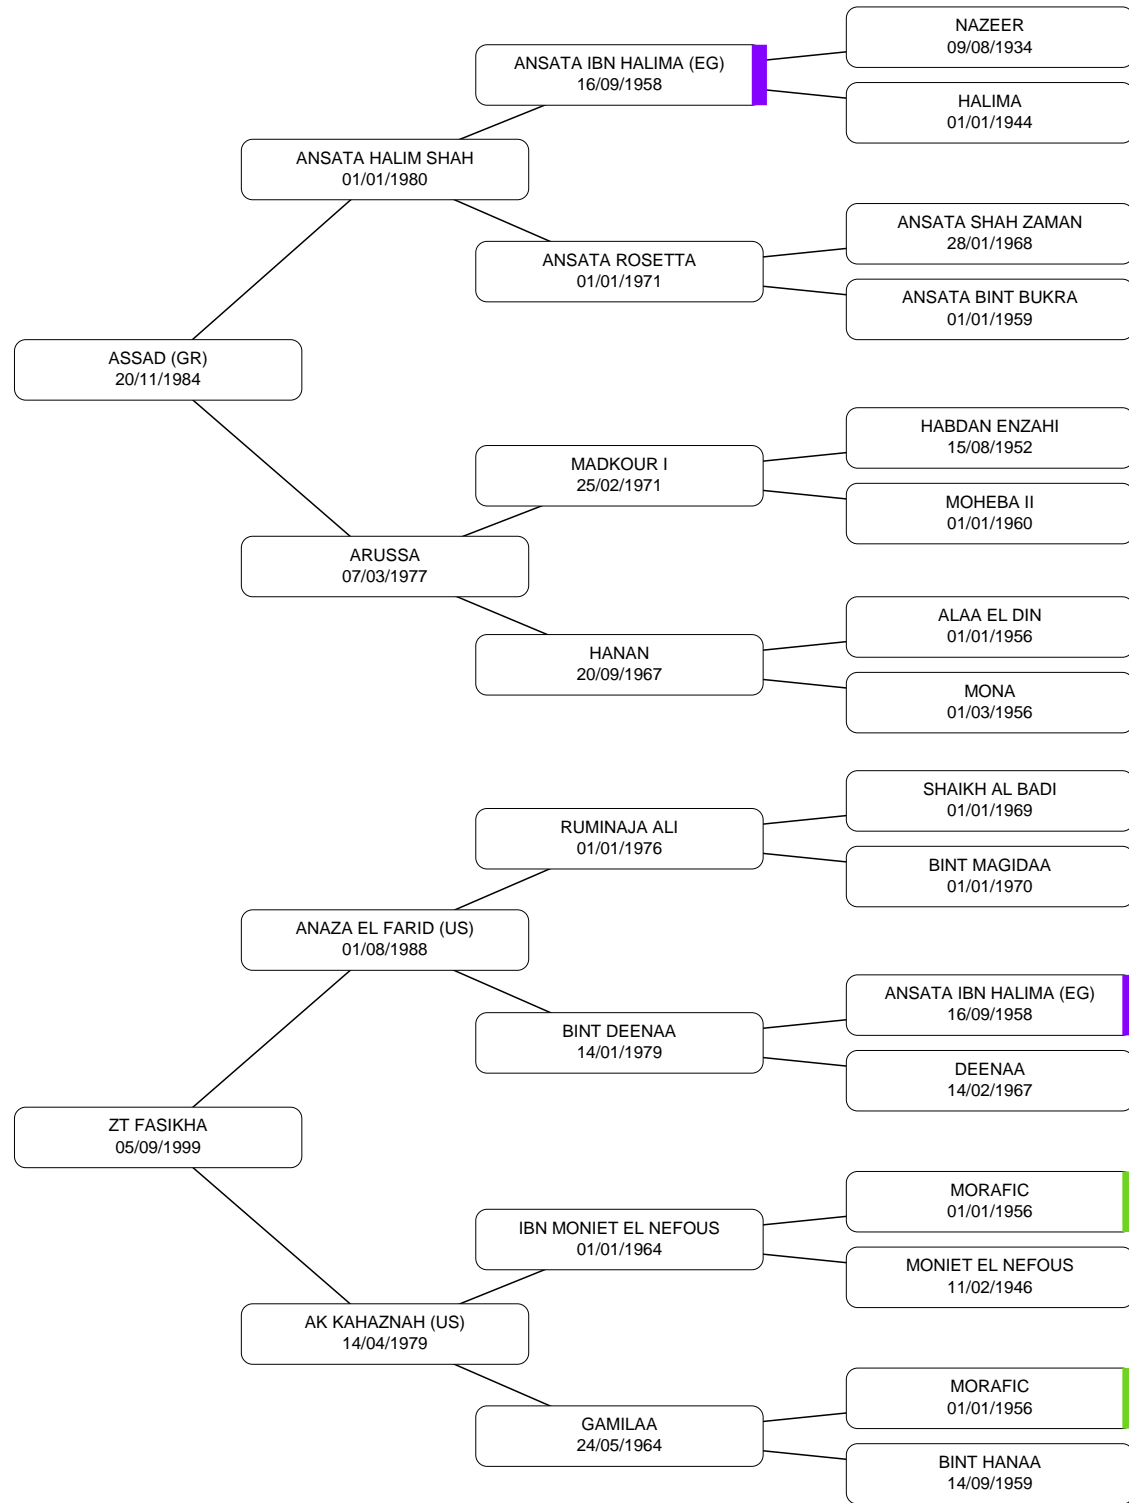 NAZEER
09/08/1934
ANSATA IBN HALIMA (EG)
16/09/1958
HALIMA
01/01/1944
ANSATA HALIM SHAH
01/01/1980
ANSATA SHAH ZAMAN
28/01/1968
ANSATA ROSETTA
01/01/1971
ANSATA BINT BUKRA
01/01/1959
ASSAD (GR)
20/11/1984
HABDAN ENZAHI
15/08/1952
MADKOUR I
25/02/1971
MOHEBA II
01/01/1960
ARUSSA
07/03/1977
ALAA EL DIN
01/01/1956
HANAN
20/09/1967
MONA
01/03/1956
SHAIKH AL BADI
01/01/1969
RUMINAJA ALI
01/01/1976
BINT MAGIDAA
01/01/1970
ANAZA EL FARID (US)
01/08/1988
ANSATA IBN HALIMA (EG)
16/09/1958
BINT DEENAA
14/01/1979
DEENAA
14/02/1967
ZT FASIKHA
05/09/1999
MORAFIC
01/01/1956
IBN MONIET EL NEFOUS
01/01/1964
MONIET EL NEFOUS
11/02/1946
AK KAHAZNAH (US)
14/04/1979
MORAFIC
01/01/1956
GAMILAA
24/05/1964
BINT HANAA
14/09/1959